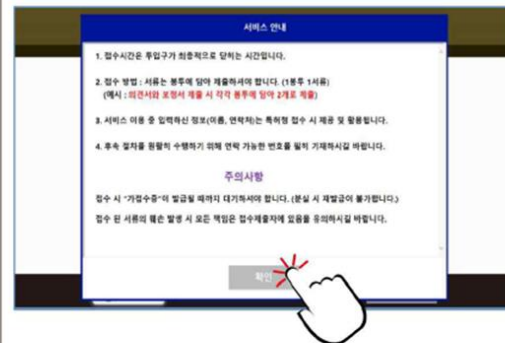 서비스 안내
1. 접수시간은 투입구가 최종적으로 닫히는 시간입니다.
2. 접수 방법 : 서류는 봉투에 담아 제출하셔야 합니다. (1봉투 1서류)
(예시 : 의견서와 보정서 제출 시 각각 봉투에 담아 2개로 제출)
3. 서비스 이용 중 입력하신 정보(이름, 연락처)는 특허청 접수 시 제공 및 활용됩니다.
4. 후속 절차를 원활히 수행하기 위해 연락 가능한 번호를 필히 기재하시길 바랍니다.
주의사항
접수 시 "가접수증"이 발급될 때까지 대기하셔야 합니다. (분실 시 재발급이 불가합니다.)
접수 된 서류의 훼손 발생 시 모든 책임은 접수제출자에 있음을 유의하시길 바랍니다.
확인